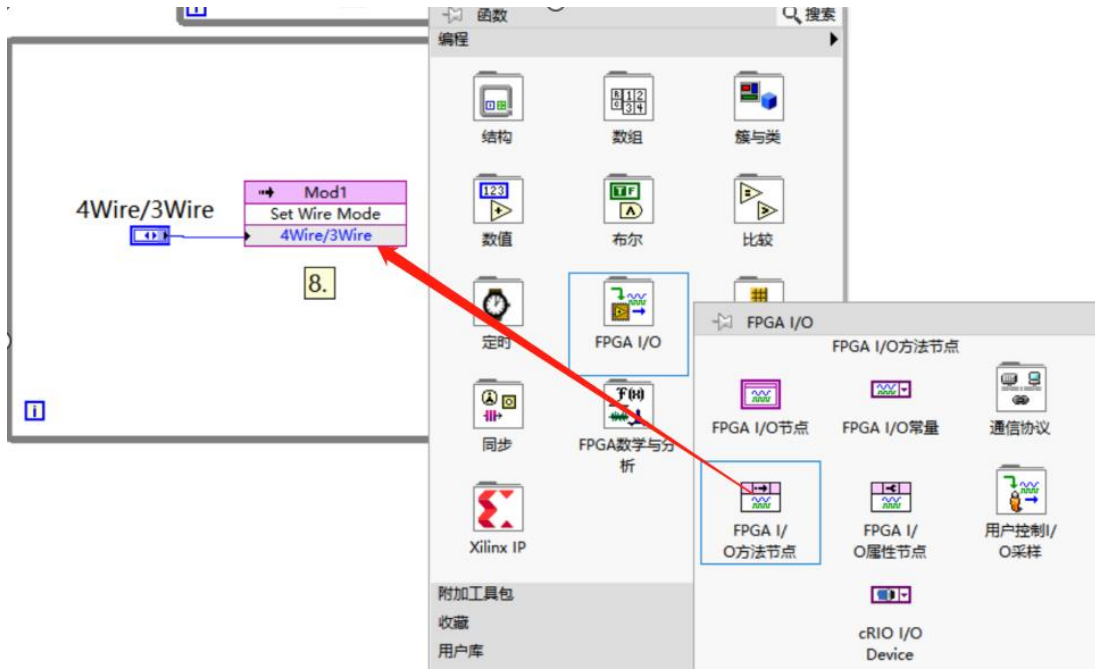 函数
搜索
编程
结构
数组
簇与类
4Wire/3Wire
Mod1
Set Wire Mode
4Wire/3Wire
8.
数值
布尔
比较
定时
FPGA I/O
同步
FPGA数学与分
析
Xilinx IP
附加工具包
收藏
用户库
FPGA I/O
FPGA I/O方法节点
FPGA I/O节点
FPGA I/O常量
通信协议
FPGA I/
O方法节点
FPGA I/
O属性节点
用户控制I/
O采样
cRIO I/O
Device